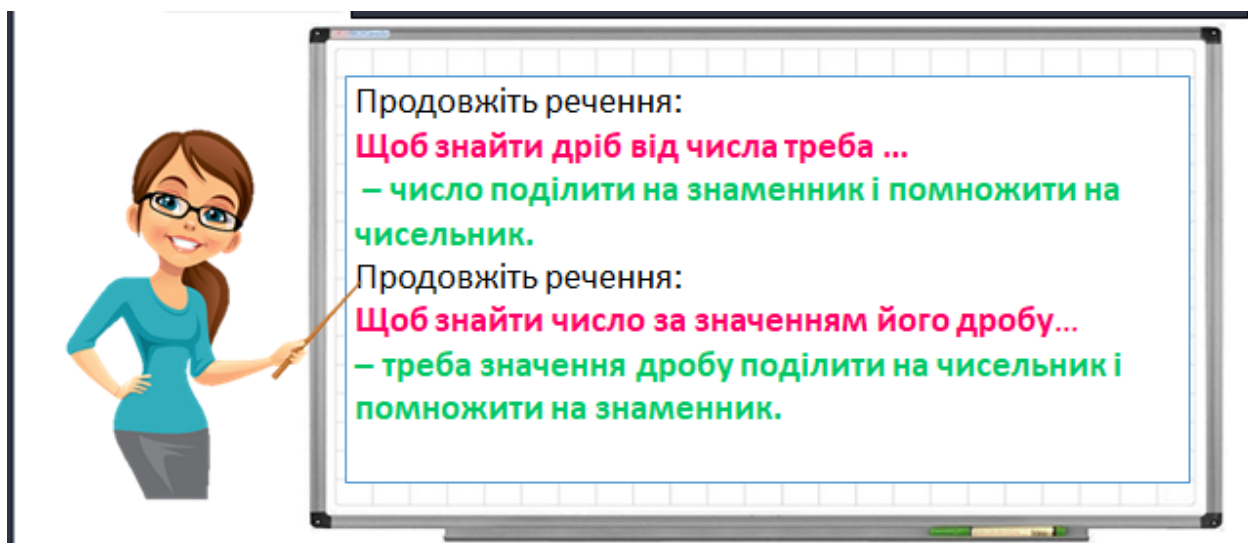 Продовжіть речення:
Щоб знайти дріб від числа треба ...
– число поділити на знаменник і помножити на
чисельник.
Продовжіть речення:
Щоб знайти число за значенням його дробу...
– треба значення дробу поділити на чисельник і
помножити на знаменник.